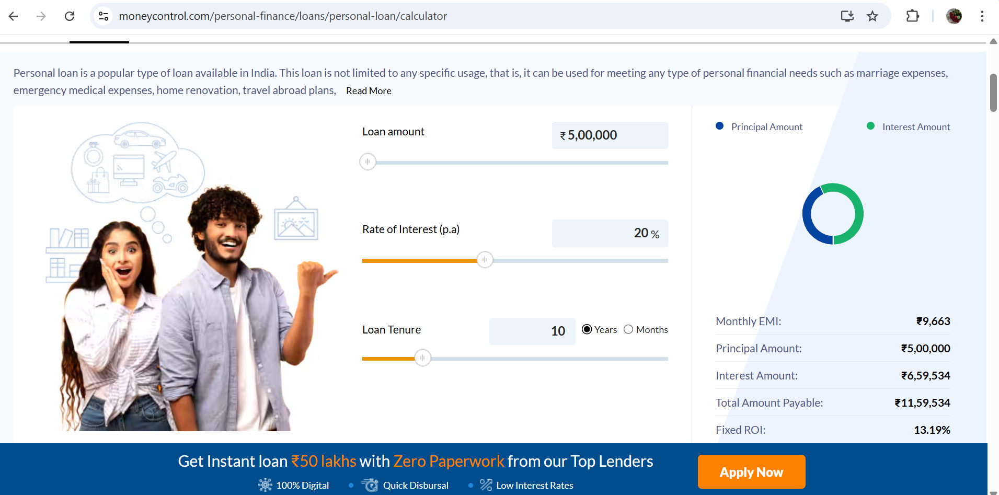 moneycontrol.com/personal-finance/loans/personal-loan/calculator
Personal loan is a popular type of loan available in India. This loan is not limited to any specific usage, that is, it can be used for meeting any type of personal financial needs such as marriage expenses,
emergency medical expenses, home renovation, travel abroad plans, Read More
Loan amount
₹ 5,00,000
Rate of Interest (p.a)
20 %
Loan Tenure
10
Years
Months
Principal Amount
Interest Amount
Monthly EMI: ₹9,663
Principal Amount: ₹5,00,000
Interest Amount: ₹6,59,534
Total Amount Payable: ₹11,59,534
Fixed ROI: 13.19%
Get Instant loan ₹50 lakhs with Zero Paperwork from our Top Lenders
100% Digital
Quick Disbursal
Low Interest Rates
Apply Now